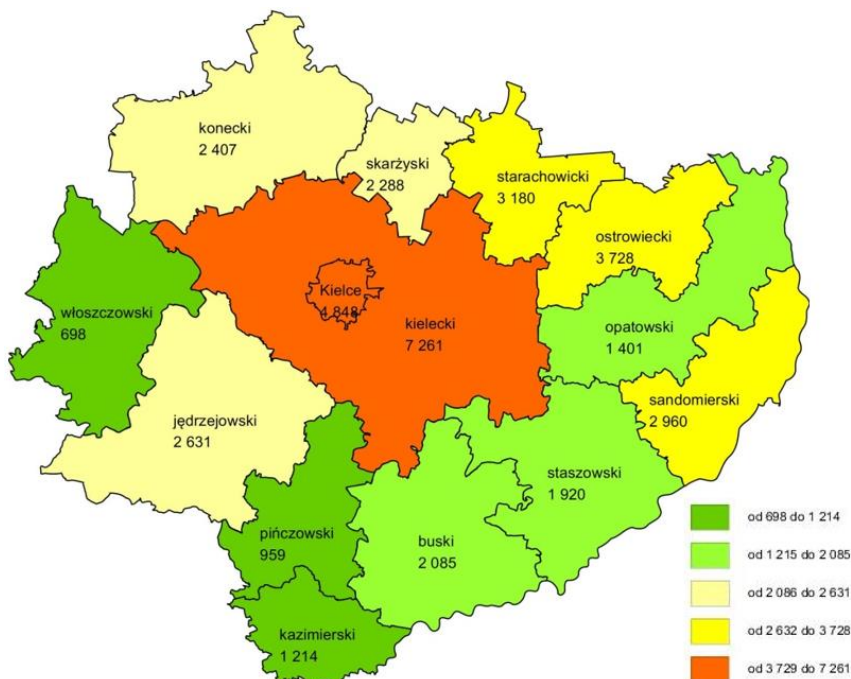 konecki
2 407
skarżyski
2 288
starachowicki
3 180
ostrowiecki
3 728
włoszczowski
698
Kielce
4 848
kielecki
7 261
opatowski
1 401
jędrzejowski
2 631
sandomierski
2 960
staszowski
1 920
pińczowski
959
buski
2 085
kazimierski
1 214
od 698 do 1 214
od 1 215 do 2 085
od 2 086 do 2 631
od 2 632 do 3 728
od 3 729 do 7 261